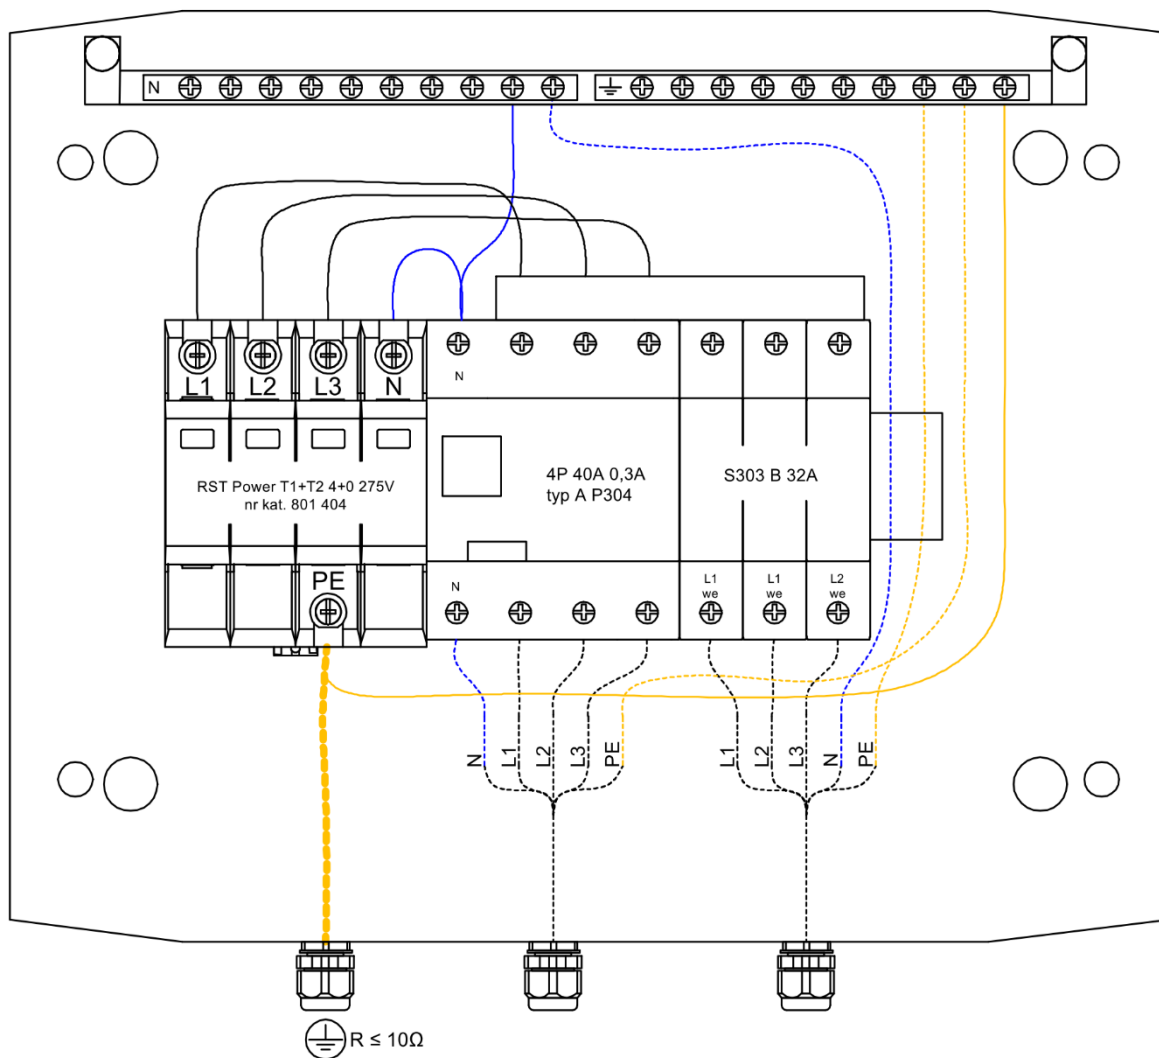 N
L1 L2 L3 N
N
RST Power T1+T2 4+0 275V
nr kat. 801 404
4P 40A 0,3A
typ A P304
S303 B 32A
PE
N
L1
we
L1
we
L2
we
N L1 L2 L3 PE
L1 L2 L3 N PE
R ≤ 10Ω